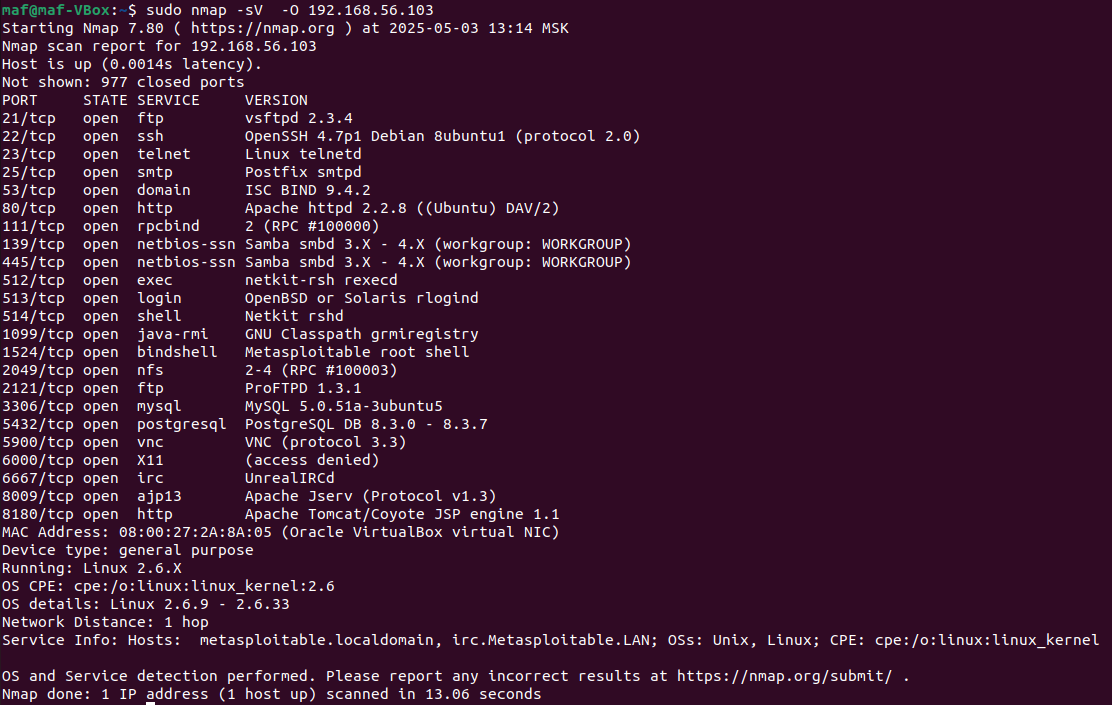 maf@maf-VBox:~$ sudo nmap -sV  -O 192.168.56.103
Starting Nmap 7.80 ( https://nmap.org ) at 2025-05-03 13:14 MSK
Nmap scan report for 192.168.56.103
Host is up (0.0014s latency).
Not shown: 977 closed ports
PORT     STATE SERVICE     VERSION
21/tcp   open  ftp         vsftpd 2.3.4
22/tcp   open  ssh         OpenSSH 4.7p1 Debian 8ubuntu1 (protocol 2.0)
23/tcp   open  telnet      Linux telnetd
25/tcp   open  smtp        Postfix smtpd
53/tcp   open  domain      ISC BIND 9.4.2
80/tcp   open  http        Apache httpd 2.2.8 ((Ubuntu) DAV/2)
111/tcp  open  rpcbind     2 (RPC #100000)
139/tcp  open  netbios-ssn Samba smbd 3.X - 4.X (workgroup: WORKGROUP)
445/tcp  open  netbios-ssn Samba smbd 3.X - 4.X (workgroup: WORKGROUP)
512/tcp  open  exec        netkit-rsh rexecd
513/tcp  open  login       OpenBSD or Solaris rlogind
514/tcp  open  shell       Netkit rshd
1099/tcp open  java-rmi    GNU Classpath grmiregistry
1524/tcp open  bindshell   Metasploitable root shell
2049/tcp open  nfs         2-4 (RPC #100003)
2121/tcp open  ftp         ProFTPD 1.3.1
3306/tcp open  mysql       MySQL 5.0.51a-3ubuntu5
5432/tcp open  postgresql  PostgreSQL DB 8.3.0 - 8.3.7
5900/tcp open  vnc         VNC (protocol 3.3)
6000/tcp open  X11         (access denied)
6667/tcp open  irc         UnrealIRCd
8009/tcp open  ajp13       Apache Jserv (Protocol v1.3)
8180/tcp open  http        Apache Tomcat/Coyote JSP engine 1.1
MAC Address: 08:00:27:2A:8A:05 (Oracle VirtualBox virtual NIC)
Device type: general purpose
Running: Linux 2.6.X
OS CPE: cpe:/o:linux:linux_kernel:2.6
OS details: Linux 2.6.9 - 2.6.33
Network Distance: 1 hop
Service Info: Hosts:  metasploitable.localdomain, irc.Metasploitable.LAN; OSs: Unix, Linux; CPE: cpe:/o:linux:linux_kernel

OS and Service detection performed. Please report any incorrect results at https://nmap.org/submit/ .
Nmap done: 1 IP address (1 host up) scanned in 13.06 seconds